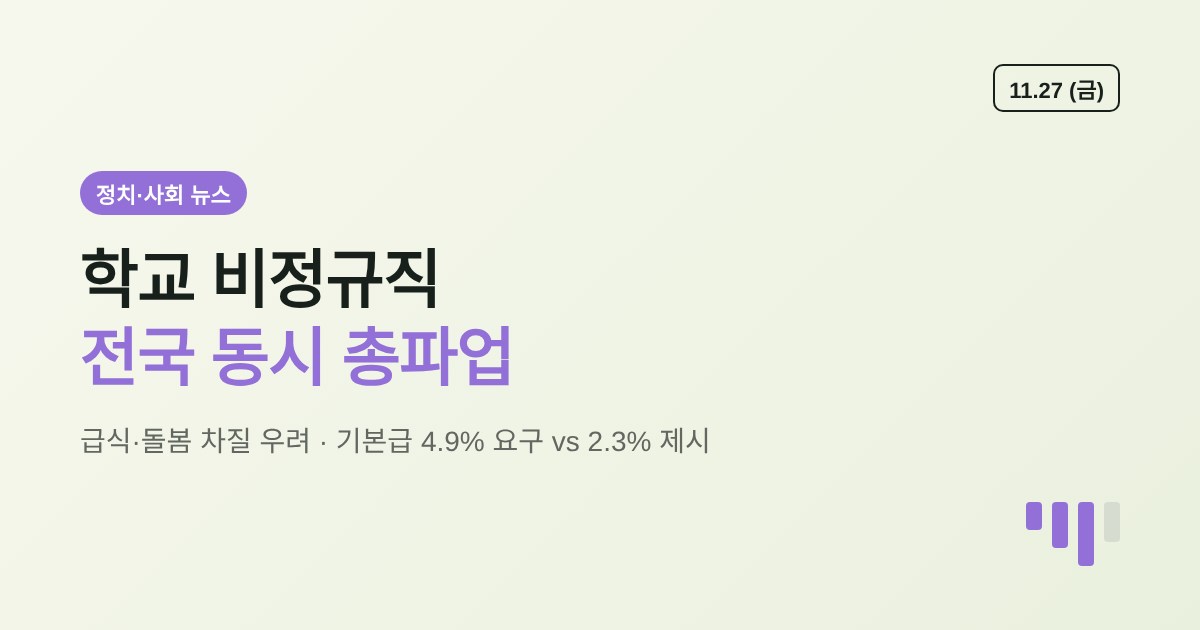 11.27 (금)
정치·사회 뉴스
학교 비정규직
전국 동시 총파업
급식·돌봄 차질 우려 · 기본급 4.9% 요구 vs 2.3% 제시